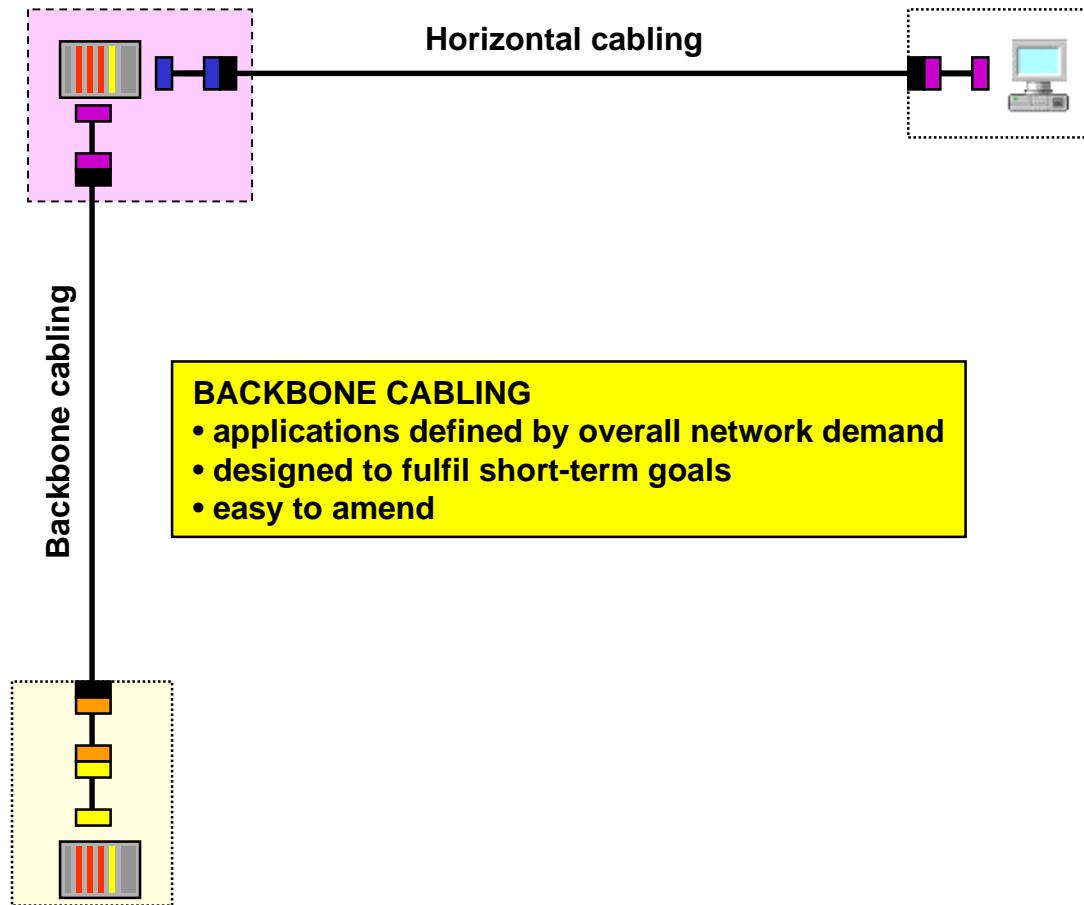 Horizontal cabling
Backbone cabling
BACKBONE CABLING
• applications defined by overall network demand
• designed to fulfil short-term goals
• easy to amend